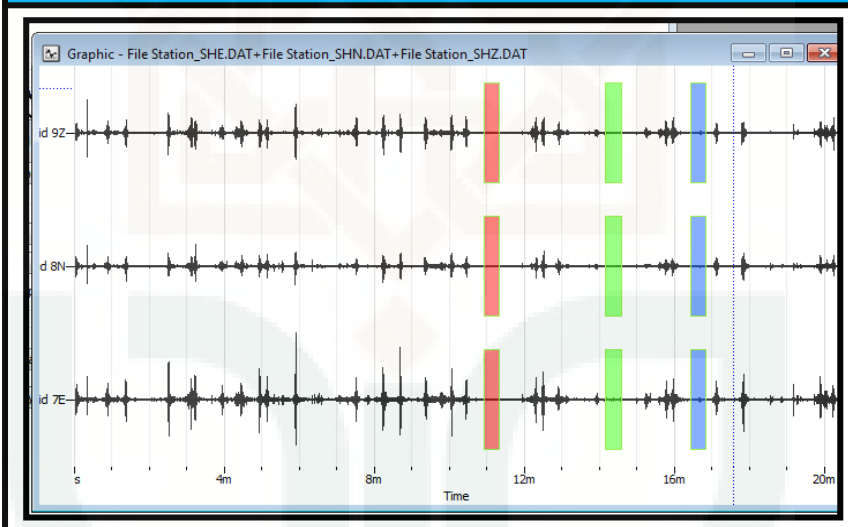 Graphic - File Station_SHE.DAT+File Station_SHN.DAT+File Station_SHZ.DAT
id 9Z
d 8N
id 7E
s 4m 8m 12m 16m 20m
Time